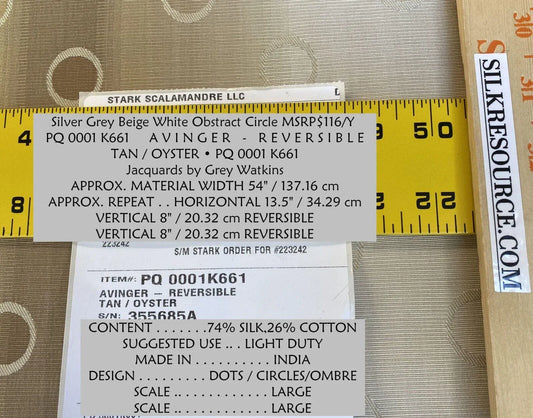 STARK SCALAMANDRE LLC
Silver Grey Beige White Obstract Circle MSRP$116/Y
PQ 0001 K661 AVINGER - REVERSIBLE
TAN / OYSTER • PQ 0001 K661
Jacquards by Grey Watkins
APPROX. MATERIAL WIDTH 54" / 137.16 cm
APPROX. REPEAT . . HORIZONTAL 13.5" / 34.29 cm
VERTICAL 8" / 20.32 cm REVERSIBLE
VERTICAL 8" / 20.32 cm REVERSIBLE
4
50
8
223242
S/M STARK ORDER FOR #223242
ITEM#: PQ 0001K661
AVINGER – REVERSIBLE
TAN / OYSTER
S/N: 355685A
CONTENT . . . . . . .74% SILK,26% COTTON
SUGGESTED USE .. . LIGHT DUTY
MADE IN . . . . . . . . . . INDIA
DESIGN . . . . . . . . . DOTS / CIRCLES/OMBRE
SCALE .. . . . . . . . . . . . LARGE
SCALE .. . . . . . . . . . . . LARGE
SILKRESOURCE.COM